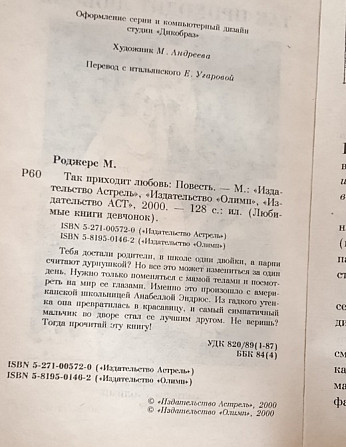 Оформление серии и компьютерный дизайн
студии «Дикобраз»
Художник М. Андреева
Перевод с итальянского Е. Угаровой
Роджерс М.
Р60
Так приходит любовь: Повесть. — М.: «Изда-
тельство Астрель», «Издательство «Олимп», «Из-
дательство АСТ», 2000. — 128 с.: ил. (Люби-
мые книги девчонок).
ISBN 5-271-00572-0 («Издательство Астрель»)
ISBN 5-8195-0146-2 («Издательство «Олимп»)
Тебя достали родители, в школе один двойки, а парни
считают дурнушкой? Но все это может измениться за один
день. Нужно только поменяться с мамой телами и посмот-
реть на мир ее глазами. Именно это произошло с амери-
канской школьницей Анабеллой Эндрюс. Из гадкого утен-
ка она превратилась в красавицу, и самый симпатичный
мальчик во дворе стал ее лучшим другом. Не веришь?
Тогда прочитай эту книгу!
УДК 820/89(1-87)
ББК 84(4)
ISBN 5-271-00572-0 («Издательство Астрель»)
ISBN 5-8195-0146-2 («Издательство «Олимп»)
© «Издательство Астрель», 2000
© «Издательство «Олимп», 2000